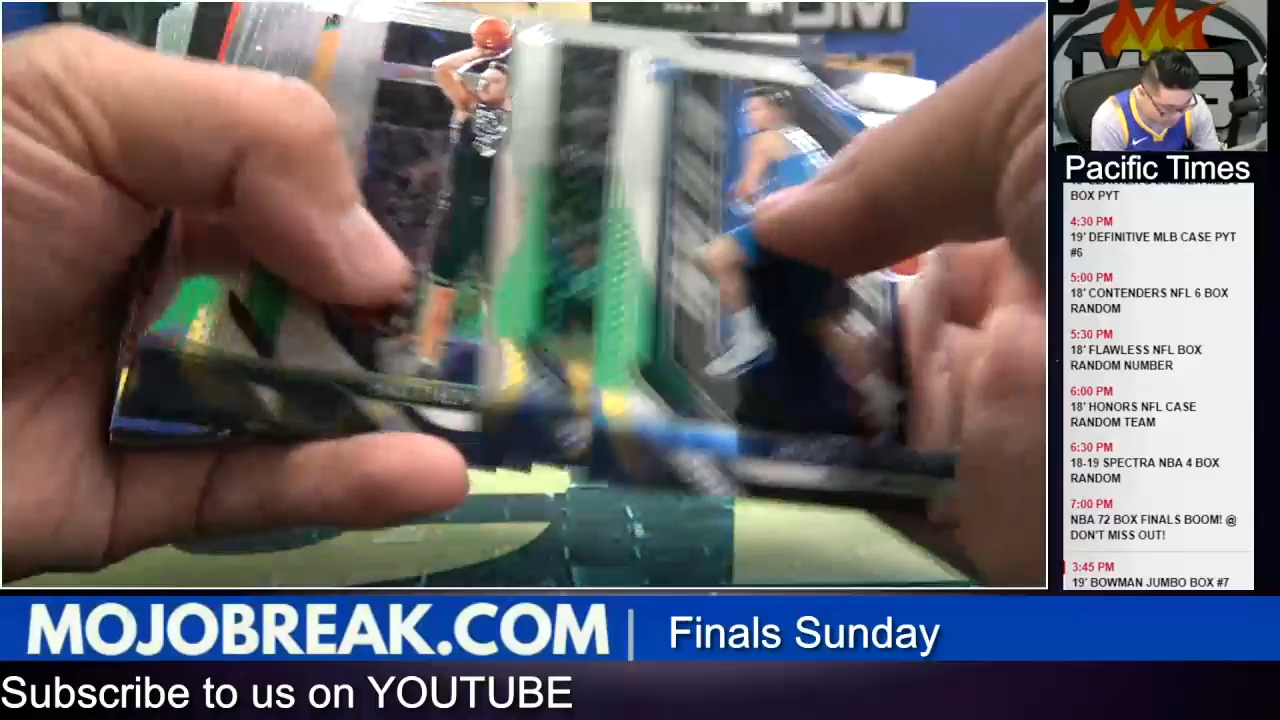 Pacific Times
BOX PYT
4:30 PM
19' DEFINITIVE MLB CASE PYT
#6
5:00 PM
18' CONTENDERS NFL 6 BOX
RANDOM
5:30 PM
18' FLAWLESS NFL BOX
RANDOM NUMBER
6:00 PM
18' HONORS NFL CASE
RANDOM TEAM
6:30 PM
18-19 SPECTRA NBA 4 BOX
RANDOM
7:00 PM
NBA 72 BOX FINALS BOOM! @
DON'T MISS OUT!
3:45 PM
19' BOWMAN JUMBO BOX #7
MOJOBREAK.COM | Finals Sunday
Subscribe to us on YOUTUBE